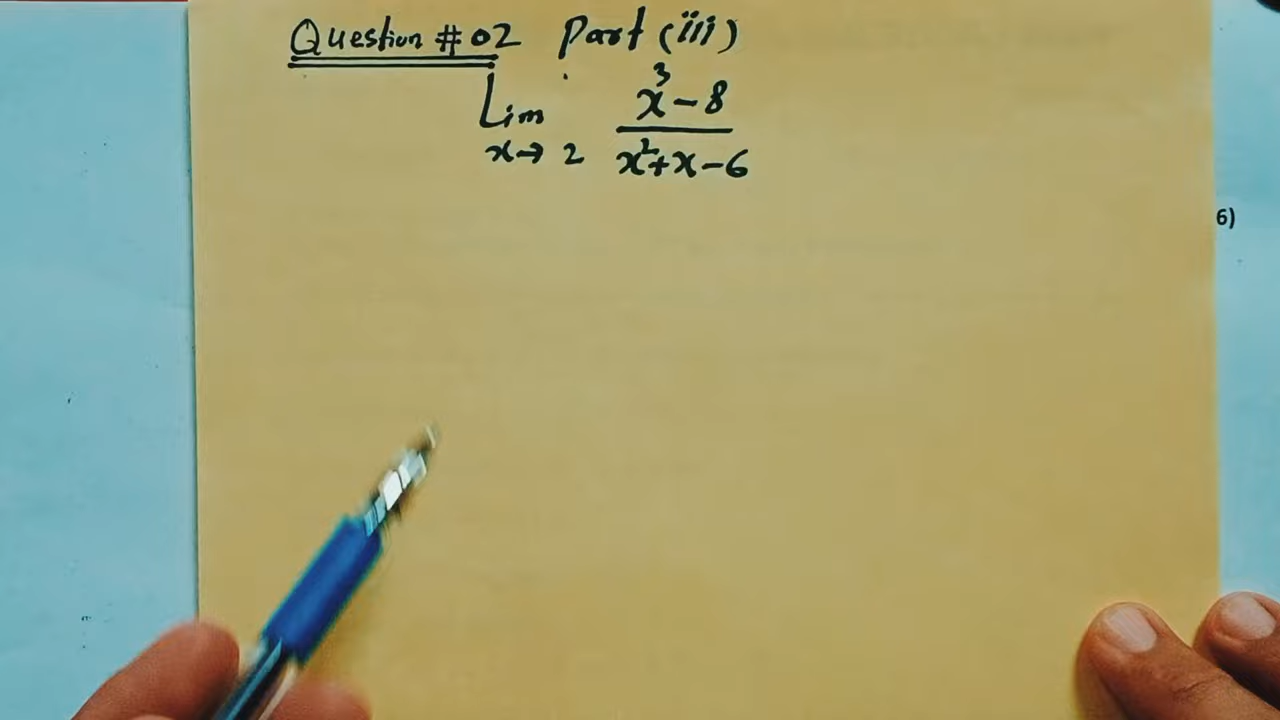 Question # 02 Part (iii)
Lim x→2 x³-8 / x²+x-6
6)